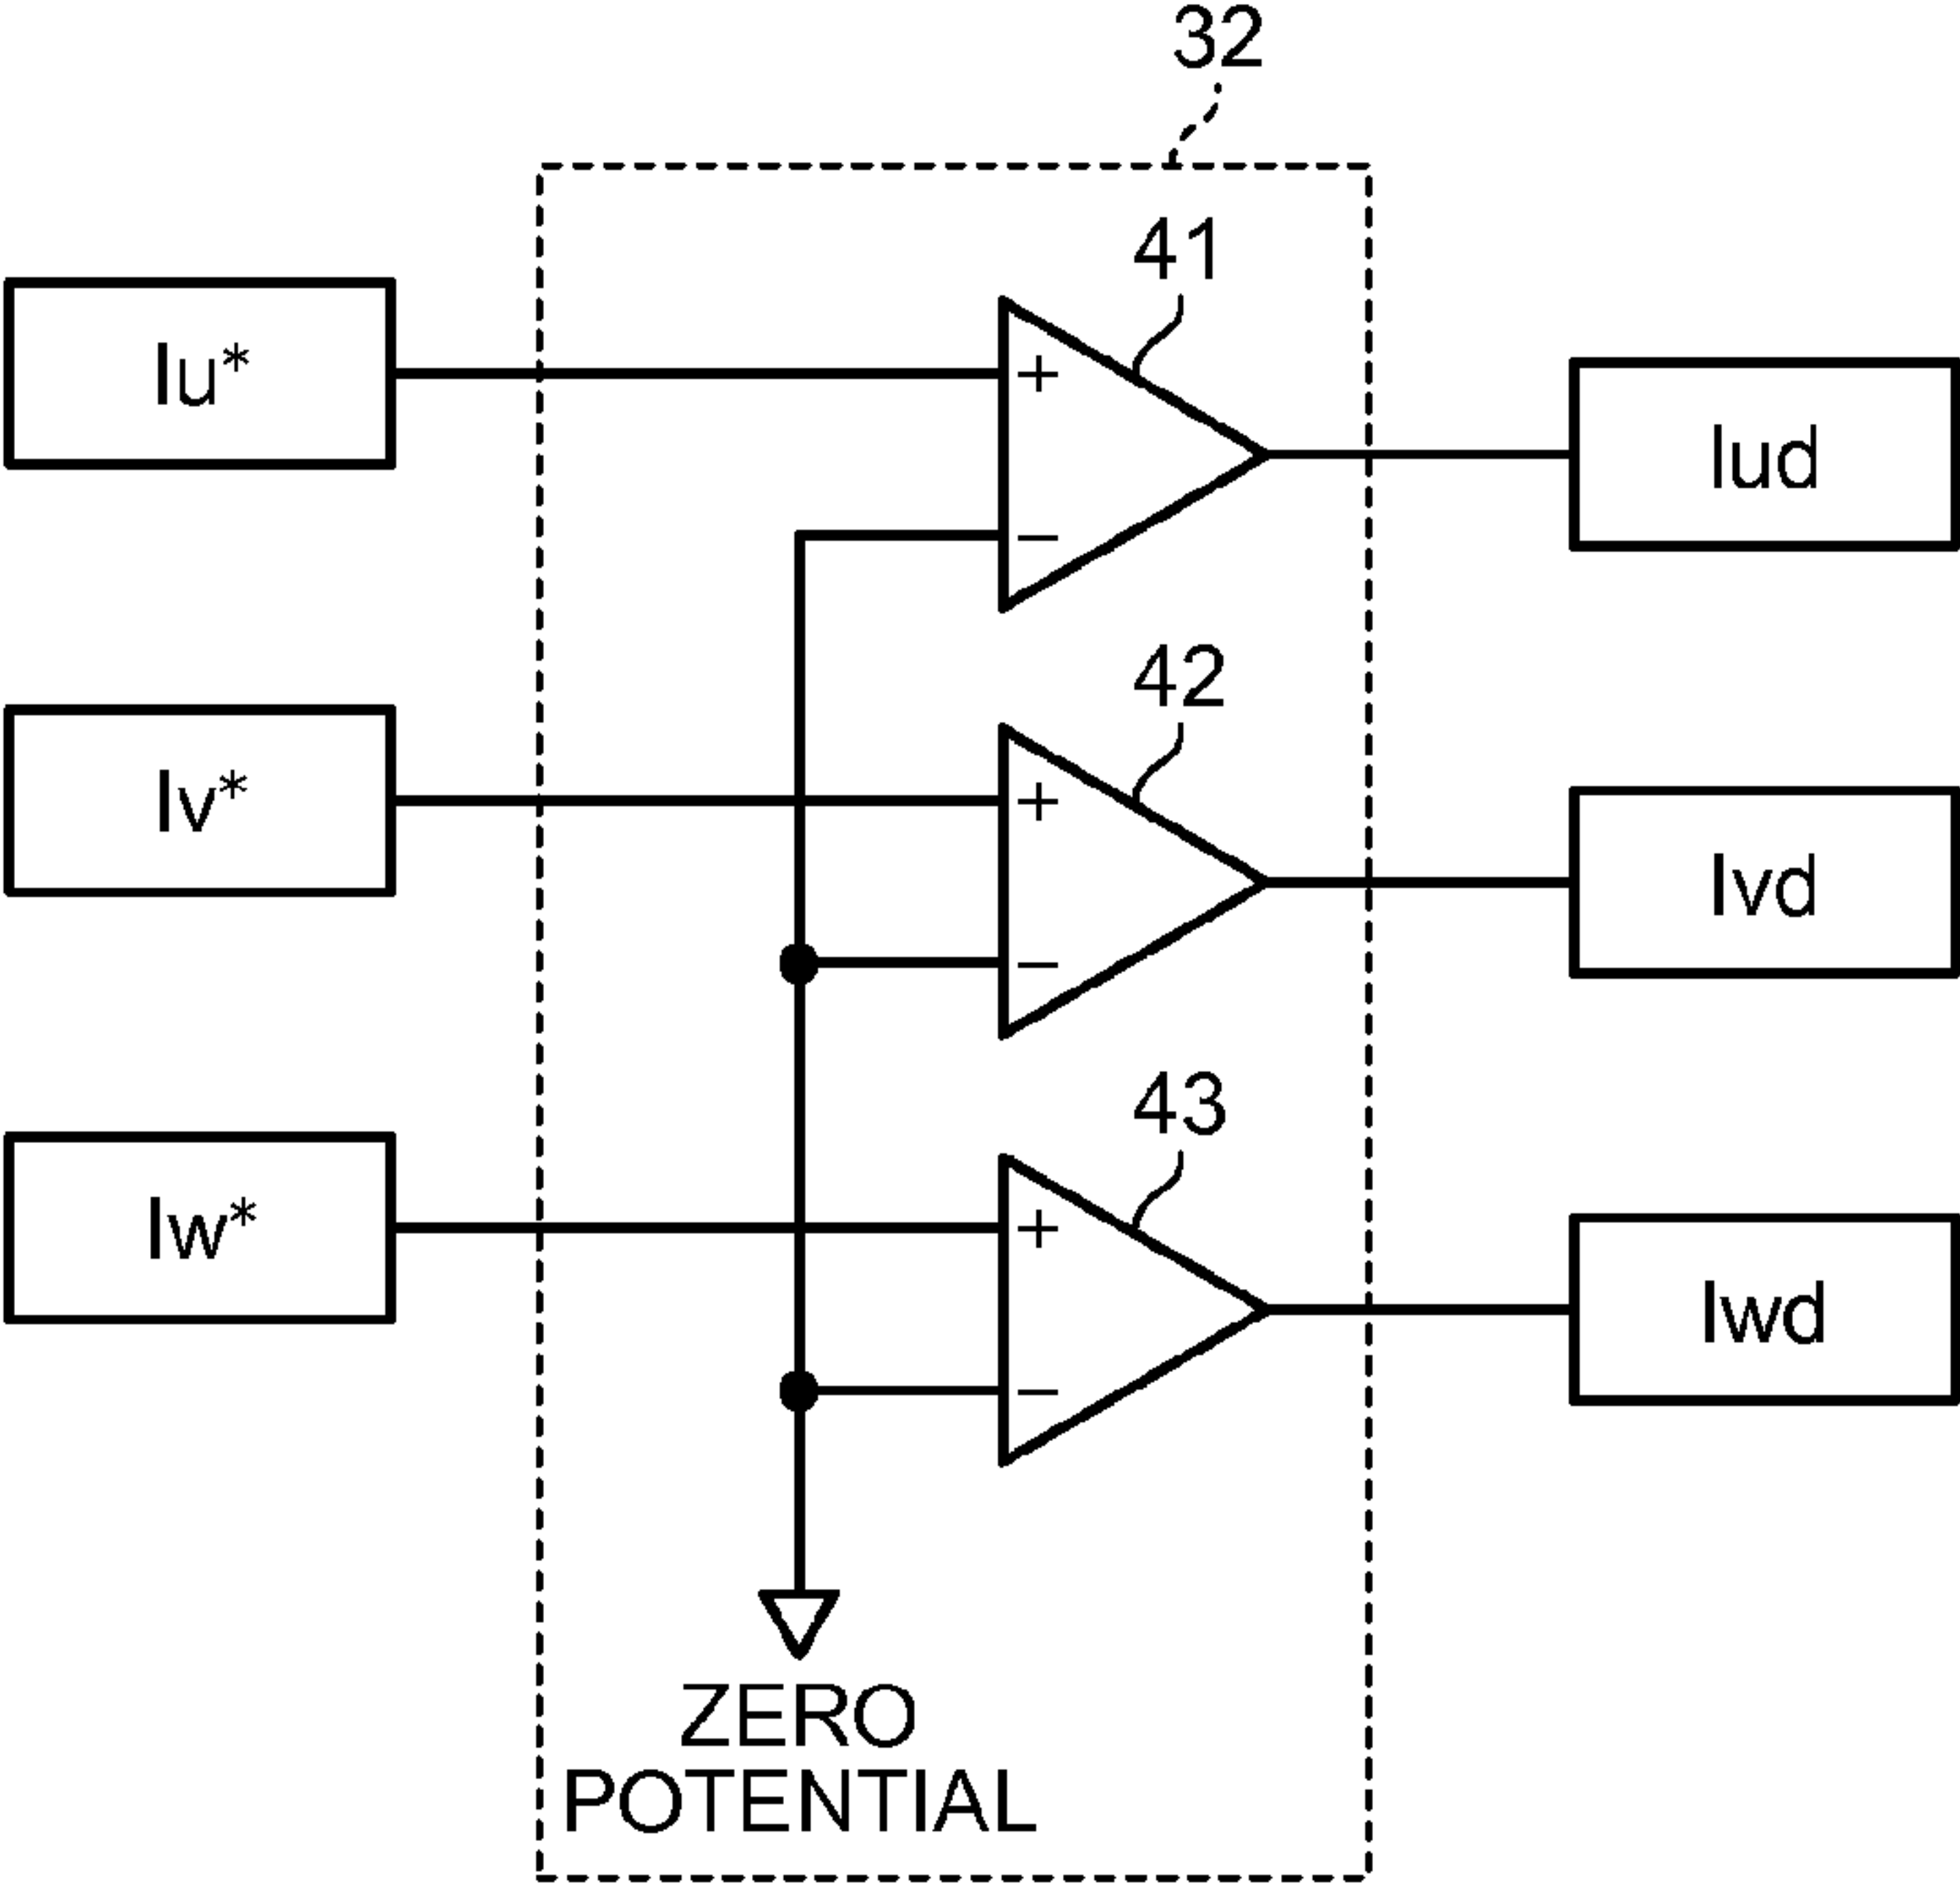 32
41
Iu*
+
Iud
−
42
Iv*
+
Ivd
−
43
Iw*
+
Iwd
−
ZERO
POTENTIAL